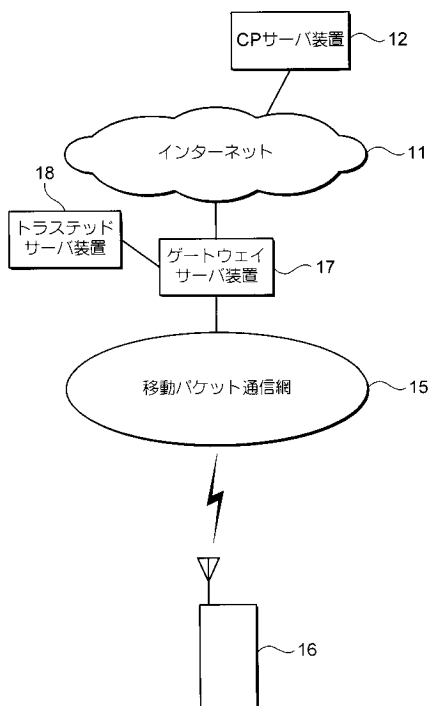 CPサーバ装置
12
インターネット
11
18
トラステッド
サーバ装置
ゲートウェイ
サーバ装置
17
移動パケット通信網
15
16